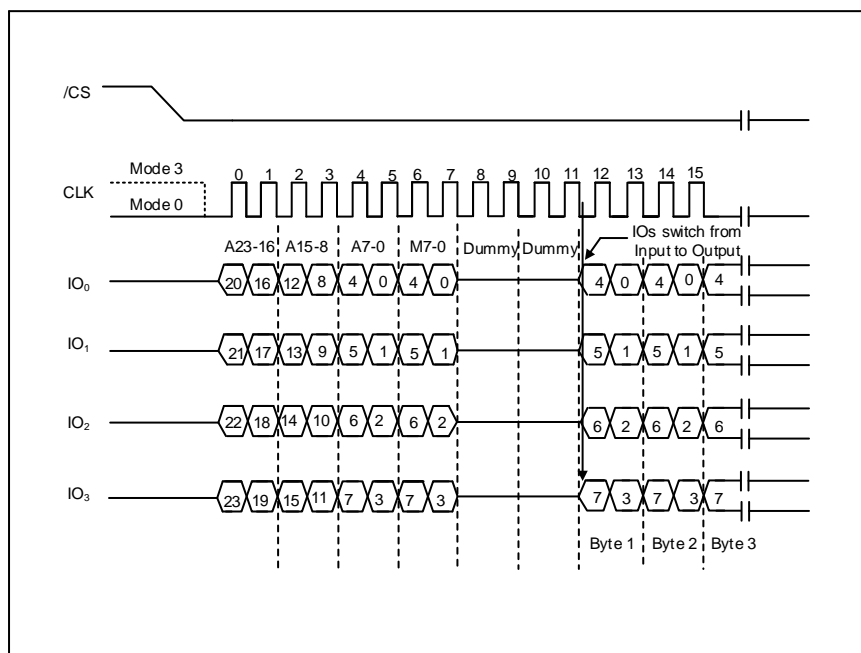 /CS
Mode 3
0 1 2 3 4 5 6 7 8 9 10 11 12 13 14 15
CLK
Mode 0
IOs switch from
Input to Output
A23-16 A15-8 A7-0 M7-0 Dummy Dummy
IO₀ 20 16 12 8 4 0 4 0 4 0 4 0 4
IO₁ 21 17 13 9 5 1 5 1 5 1 5 1 5
IO₂ 22 18 14 10 6 2 6 2 6 2 6 2 6
IO₃ 23 19 15 11 7 3 7 3 7 3 7 3 7
Byte 1 Byte 2 Byte 3